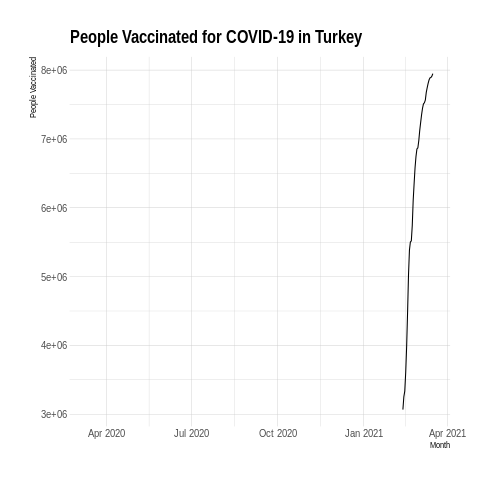 People Vaccinated for COVID-19 in Turkey
People Vaccinated
8e+06
7e+06
6e+06
5e+06
4e+06
3e+06
Apr 2020 Jul 2020 Oct 2020 Jan 2021 Apr 2021
Month